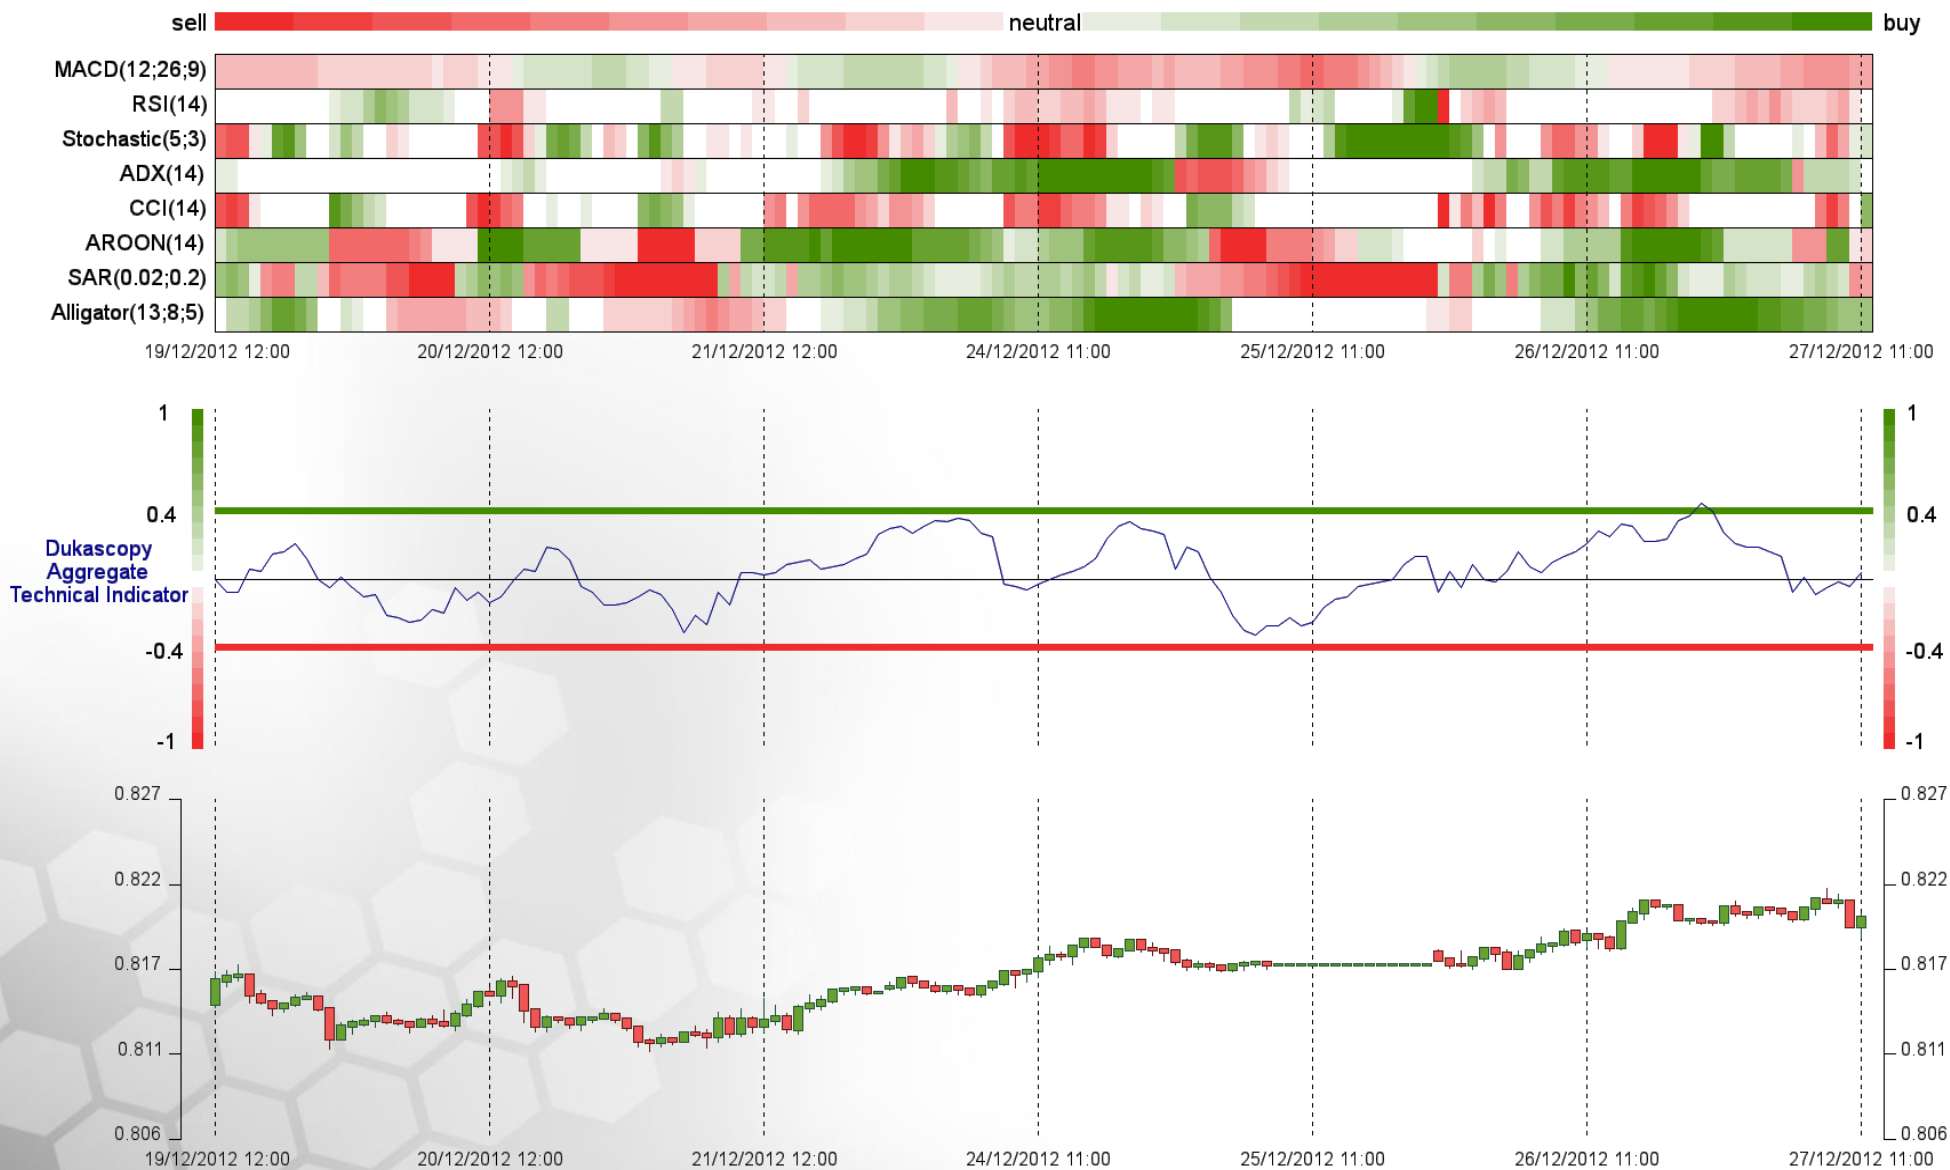 sell neutral buy
MACD(12;26;9)
RSI(14)
Stochastic(5;3)
ADX(14)
CCI(14)
AROON(14)
SAR(0.02;0.2)
Alligator(13;8;5)
19/12/2012 12:00 20/12/2012 12:00 21/12/2012 12:00 24/12/2012 11:00 25/12/2012 11:00 26/12/2012 11:00 27/12/2012 11:00
1 1
0.4 0.4
Dukascopy
Aggregate
Technical Indicator
-0.4 -0.4
-1 -1
0.827 0.827
0.822 0.822
0.817 0.817
0.811 0.811
0.806 0.806
19/12/2012 12:00 20/12/2012 12:00 21/12/2012 12:00 24/12/2012 11:00 25/12/2012 11:00 26/12/2012 11:00 27/12/2012 11:00